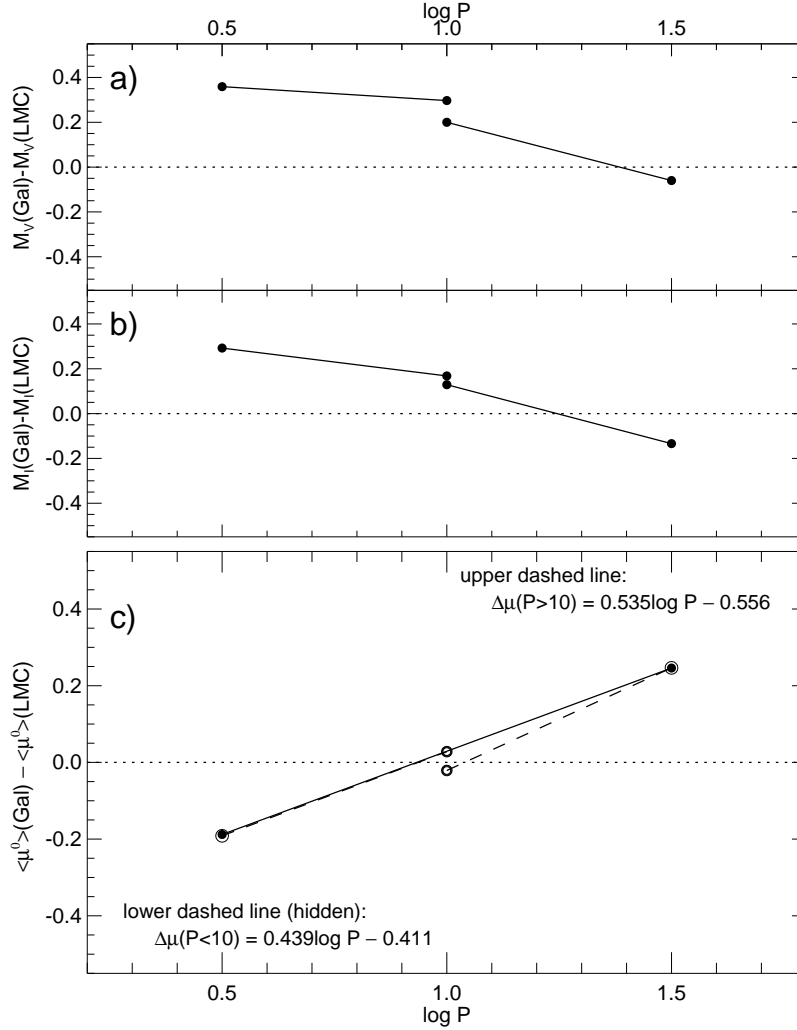 log P
0.5 1.0 1.5
a)
0.4
0.2
0.0
-0.2
-0.4
M_V(Gal)-M_V(LMC)
b)
0.4
0.2
0.0
-0.2
-0.4
M_I(Gal)-M_I(LMC)
c)
upper dashed line:
Δμ(P>10) = 0.535log P − 0.556
0.4
0.2
0.0
-0.2
-0.4
<μ⁰>(Gal) − <μ⁰>(LMC)
lower dashed line (hidden):
Δμ(P<10) = 0.439log P − 0.411
0.5 1.0 1.5
log P